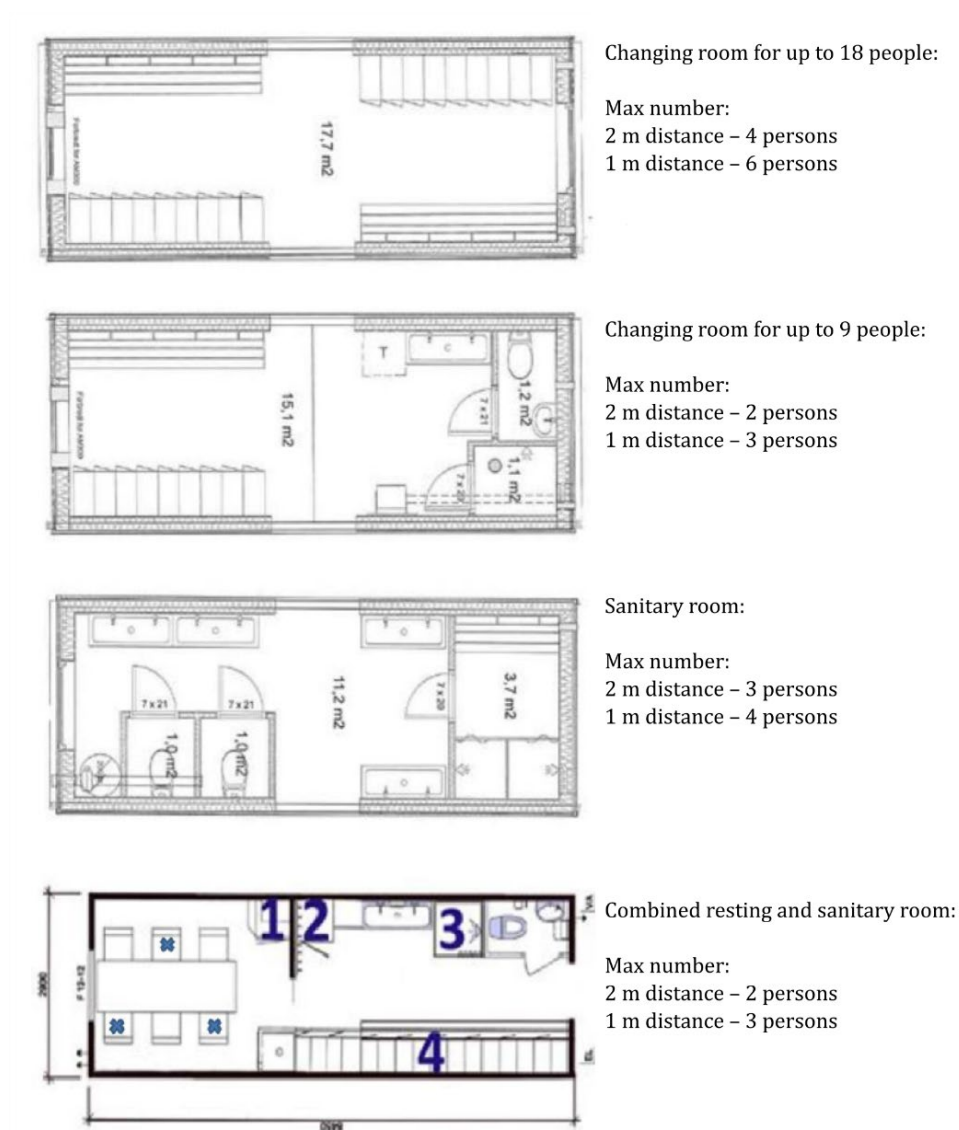 Changing room for up to 18 people:
Max number:
2 m distance – 4 persons
1 m distance – 6 persons
17,7 m2
Changing room for up to 9 people:
Max number:
2 m distance – 2 persons
1 m distance – 3 persons
T
C
15,1 m2
7 x 21
1,2 m2
1,1 m2
Sanitary room:
Max number:
2 m distance – 3 persons
1 m distance – 4 persons
7 x 21
7 x 21
11,2 m2
7 x 20
3,7 m2
1,0 m2
1,0 m2
Combined resting and sanitary room:
Max number:
2 m distance – 2 persons
1 m distance – 3 persons
1
2
3
4
2900